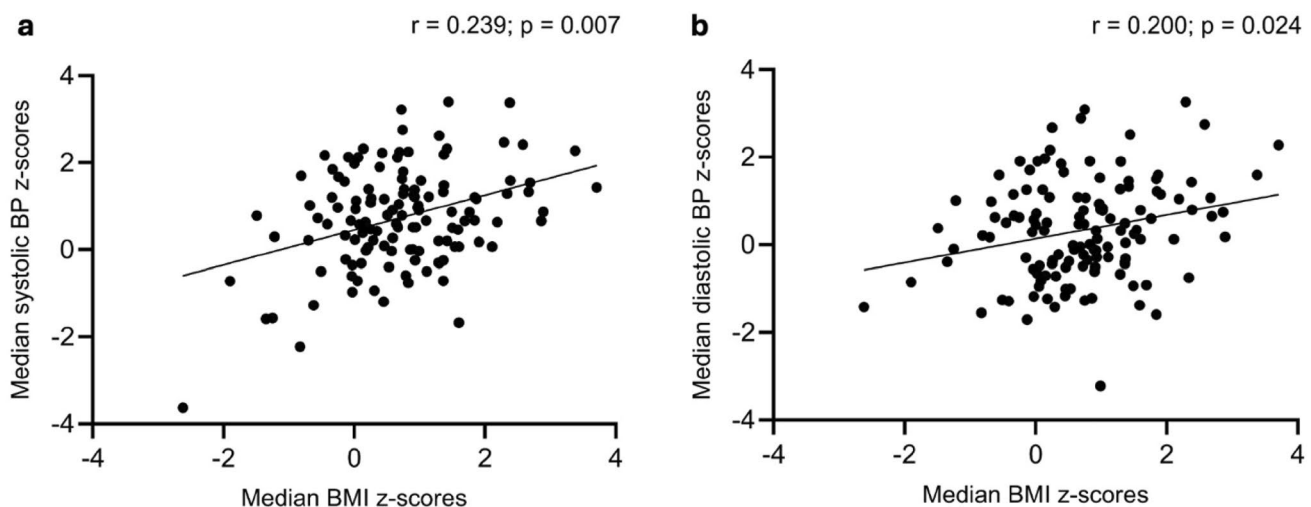 a
r = 0.239; p = 0.007
4
2
0
-2
-4
Median systolic BP z-scores
-4 -2 0 2 4
Median BMI z-scores
b
r = 0.200; p = 0.024
4
2
0
-2
-4
Median diastolic BP z-scores
-4 -2 0 2 4
Median BMI z-scores